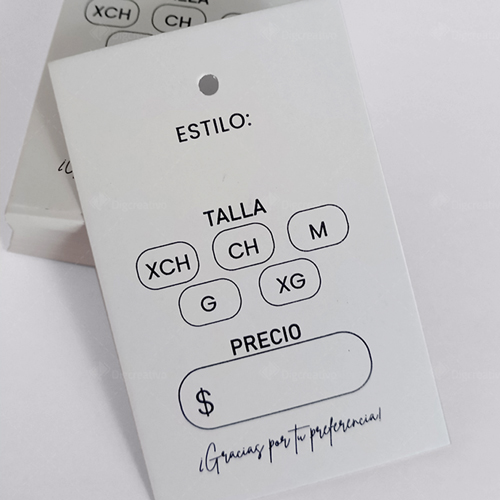 XCH
CH
ESTILO:
TALLA
XCH CH M
G XG
PRECIO
$
¡Gracias por tu preferencia!